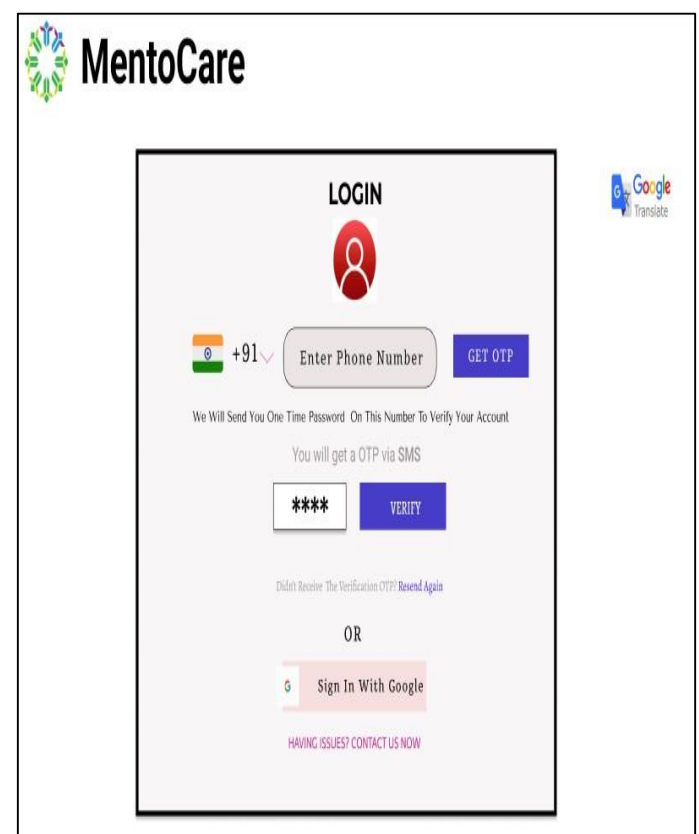 MentoCare
LOGIN
Google
Translate
+91
Enter Phone Number
GET OTP
We Will Send You One Time Password On This Number To Verify Your Account
You will get a OTP via SMS
****
VERIFY
Didn't Receive The Verification OTP? Resend Again
OR
G Sign In With Google
HAVING ISSUES? CONTACT US NOW